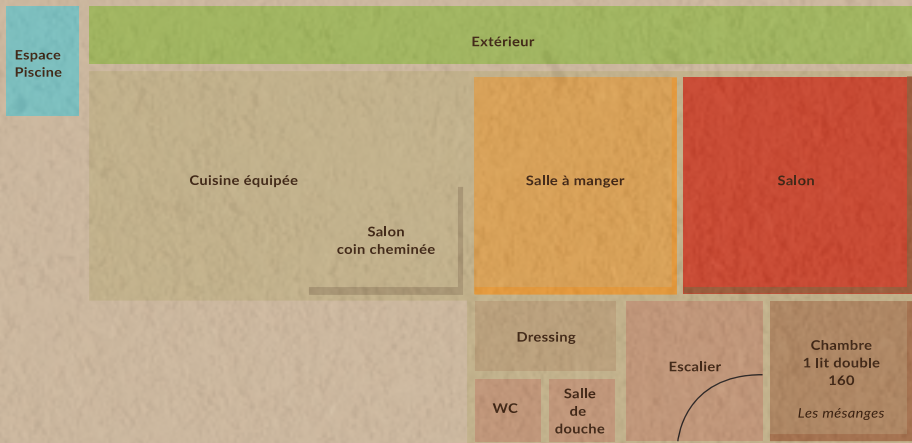 Extérieur
Espace
Piscine
Cuisine équipée
Salle à manger
Salon
Salon
coin cheminée
Dressing
Escalier
Chambre
1 lit double
160
Les mésanges
WC
Salle
de
douche